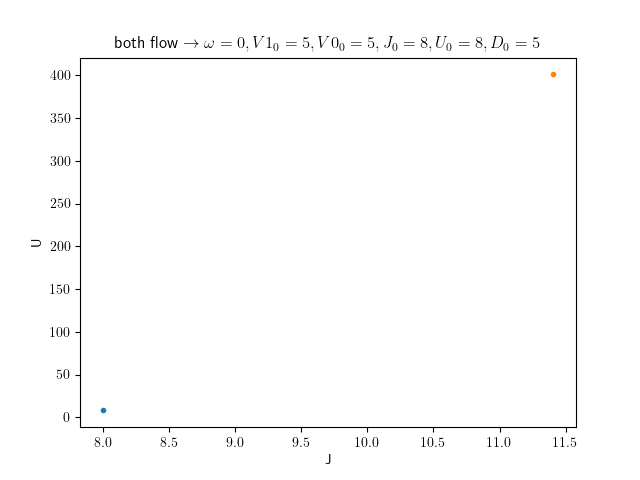 both flow → ω = 0, V1₀ = 5, V0₀ = 5, J₀ = 8, U₀ = 8, D₀ = 5
400
350
300
250
200
150
100
50
0
U
8.0 8.5 9.0 9.5 10.0 10.5 11.0 11.5
J